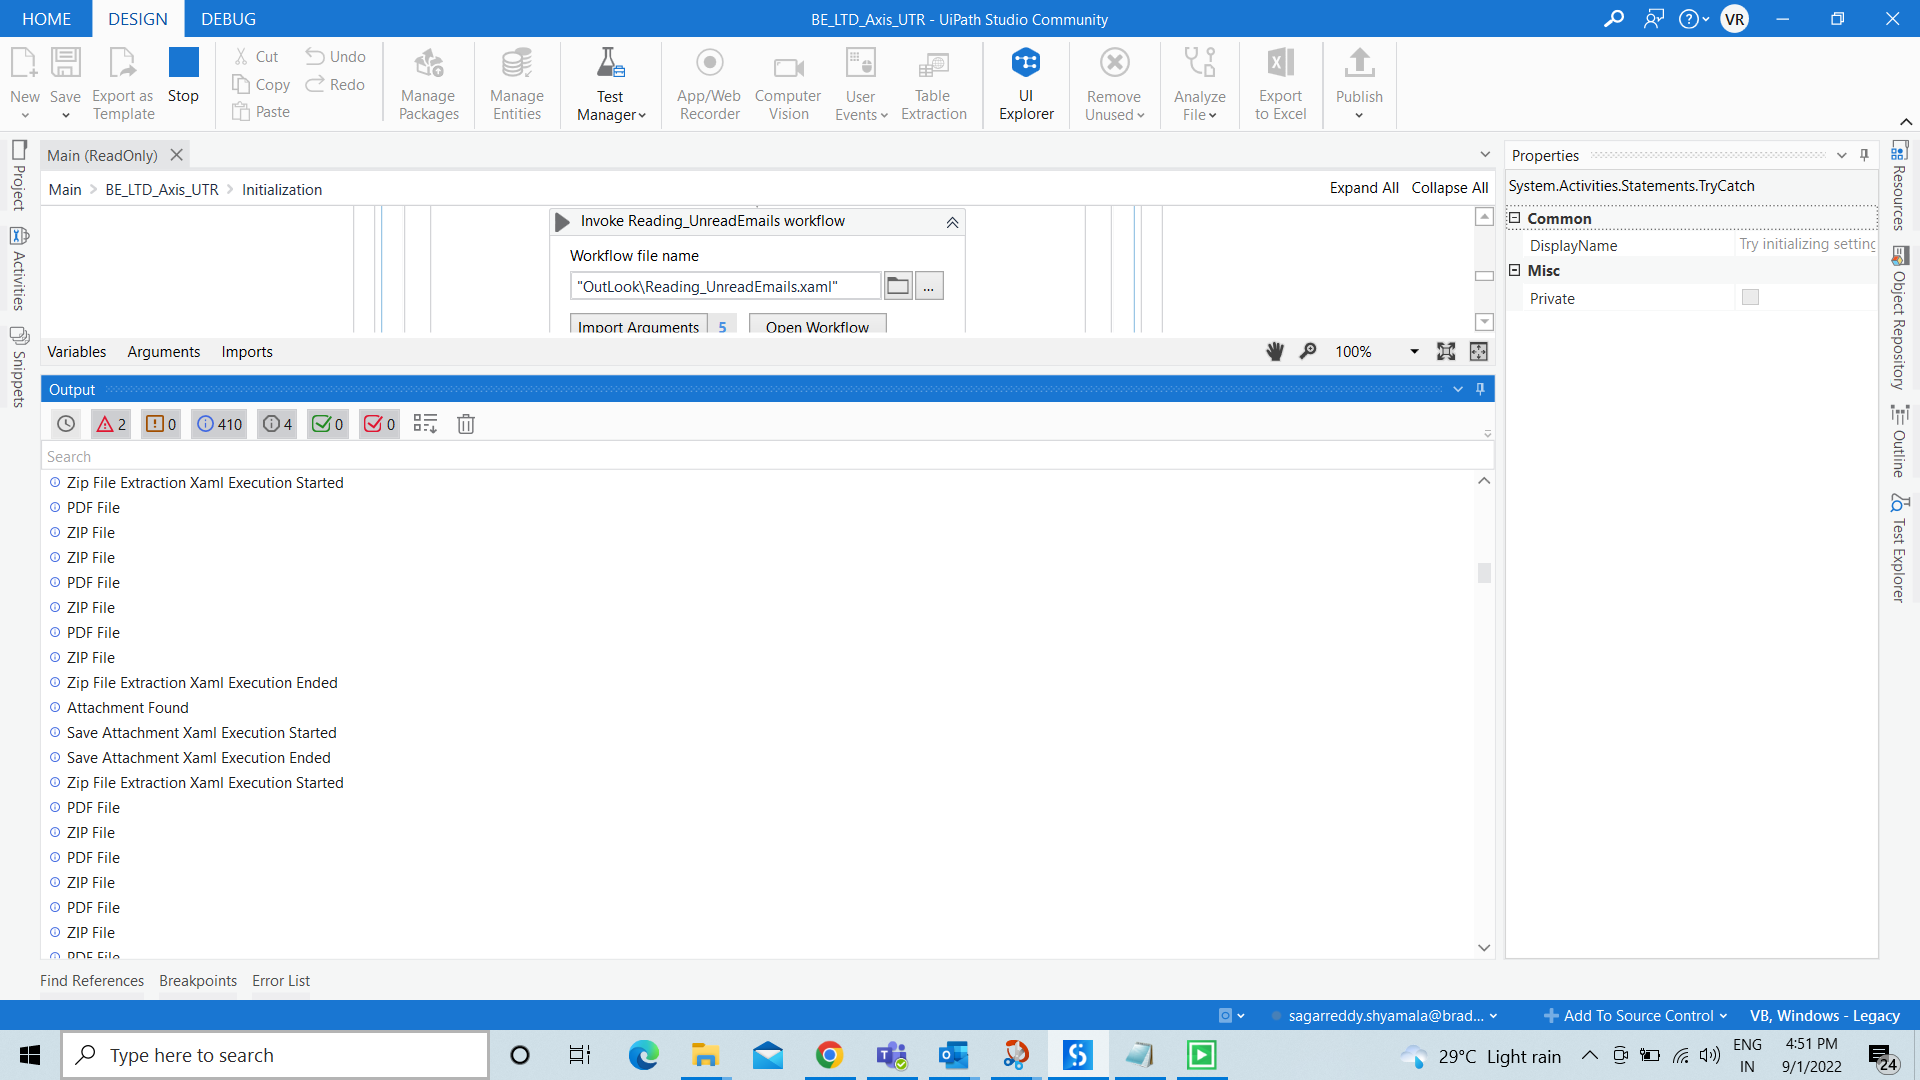 HOME DESIGN DEBUG BE_LTD_Axis_UTR - UiPath Studio Community VR
New Save Export as Template Stop Cut Copy Paste Undo Redo Manage Packages Manage Entities Test Manager App/Web Recorder Computer Vision User Events Table Extraction UI Explorer Remove Unused Analyze File Export to Excel Publish
Project
Activities
Snippets
Main (ReadOnly)
Main > BE_LTD_Axis_UTR > Initialization Expand All Collapse All
Invoke Reading_UnreadEmails workflow
Workflow file name
"OutLook\Reading_UnreadEmails.xaml" ...
Import Arguments 5 Open Workflow
Variables Arguments Imports 100%
Output
2 0 410 4 0 0
Search
Zip File Extraction Xaml Execution Started
PDF File
ZIP File
ZIP File
PDF File
ZIP File
PDF File
ZIP File
Zip File Extraction Xaml Execution Ended
Attachment Found
Save Attachment Xaml Execution Started
Save Attachment Xaml Execution Ended
Zip File Extraction Xaml Execution Started
PDF File
ZIP File
PDF File
ZIP File
PDF File
ZIP File
PDF File
Find References Breakpoints Error List
Properties
System.Activities.Statements.TryCatch
Common
DisplayName Try initializing setting
Misc
Private
Resources
Object Repository
Outline
Test Explorer
sagarreddy.shyamala@brad... Add To Source Control VB, Windows - Legacy
Type here to search 29°C Light rain ENG IN 4:51 PM 9/1/2022 24